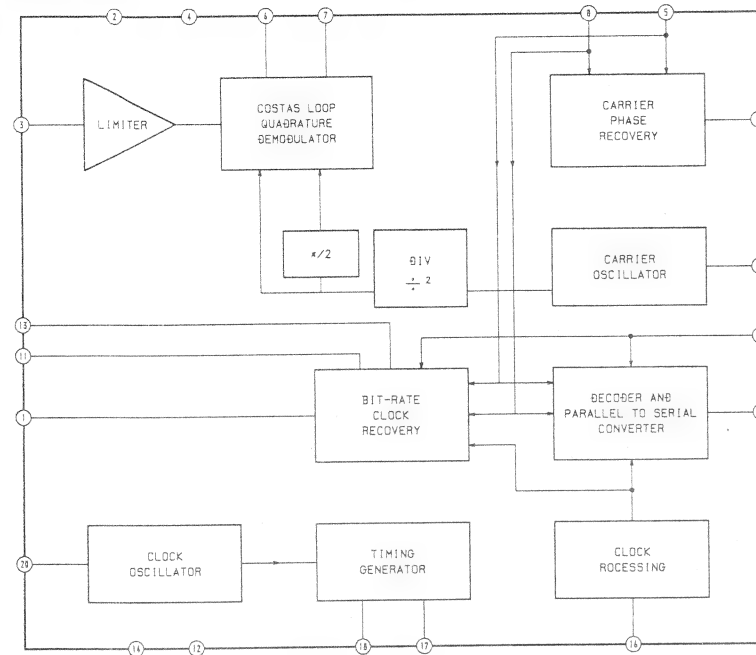 2
4
6
7
8
5
3
LIMITER
COSTAS LOOP
QUADRATURE
DEMODULATOR
CARRIER
PHASE
RECOVERY
π/2
DIV
÷ 2
CARRIER
OSCILLATOR
13
11
1
BIT-RATE
CLOCK
RECOVERY
DECODER AND
PARALLEL TO SERIAL
CONVERTER
20
CLOCK
OSCILLATOR
TIMING
GENERATOR
CLOCK
ROCESSING
14
12
18
17
16